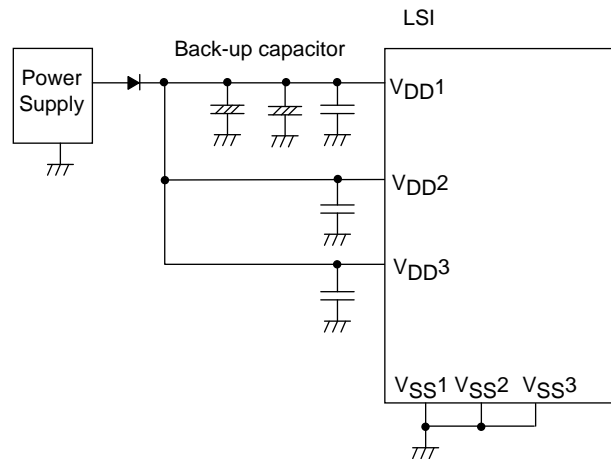 LSI
Back-up capacitor
Power
Supply
VDD1
VDD2
VDD3
VSS1 VSS2 VSS3